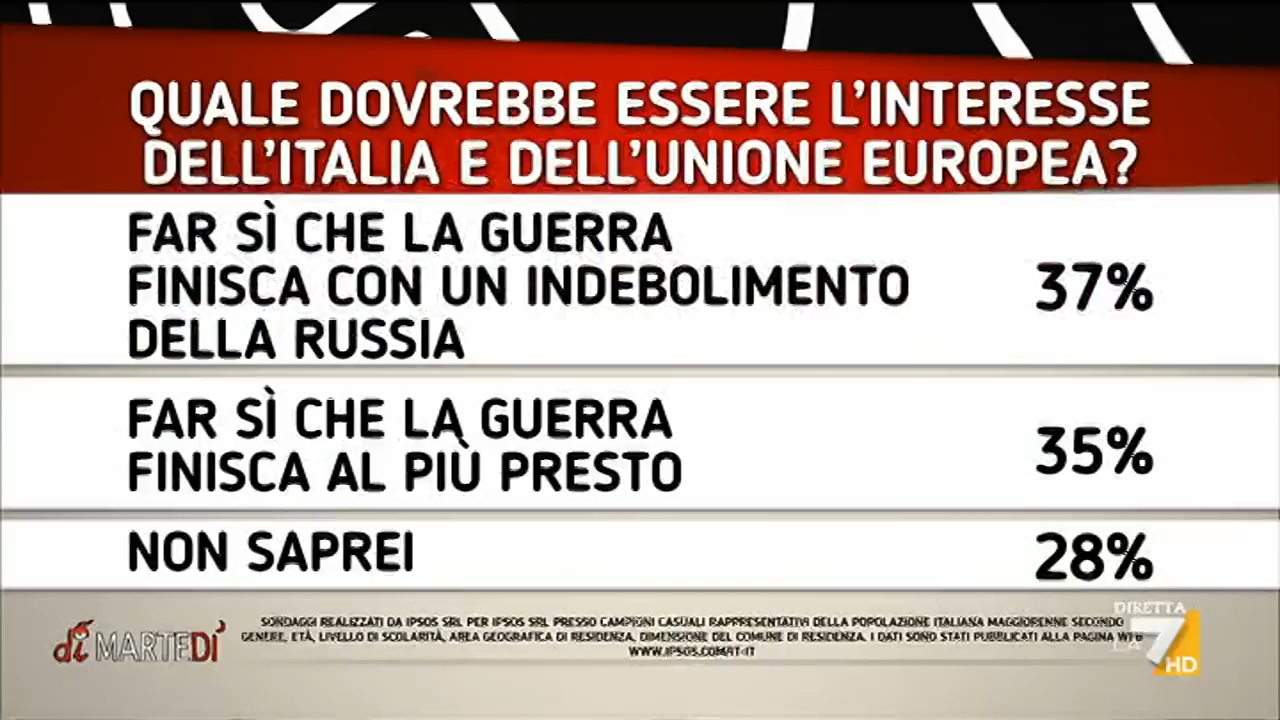 QUALE DOVREBBE ESSERE L'INTERESSE
DELL'ITALIA E DELL'UNIONE EUROPEA?
FAR SÌ CHE LA GUERRA
FINISCA CON UN INDEBOLIMENTO
DELLA RUSSIA
37%
FAR SÌ CHE LA GUERRA
FINISCA AL PIÙ PRESTO
35%
NON SAPREI
28%
dì MARTEDÌ
SONDAGGI REALIZZATI DA IPSOS SRL PER IPSOS SRL PRESSO CAMPIONI CASUALI RAPPRESENTATIVI DELLA POPOLAZIONE ITALIANA MAGGIORENNE SECONDO
GENERE, ETÀ, LIVELLO DI SCOLARITÀ, AREA GEOGRAFICA DI RESIDENZA, DIMENSIONE DEL COMUNE DI RESIDENZA. I DATI SONO STATI PUBBLICATI ALLA PAGINA WEB
WWW.IPSOS.COM/IT-IT
DIRETTA
LA 7 HD